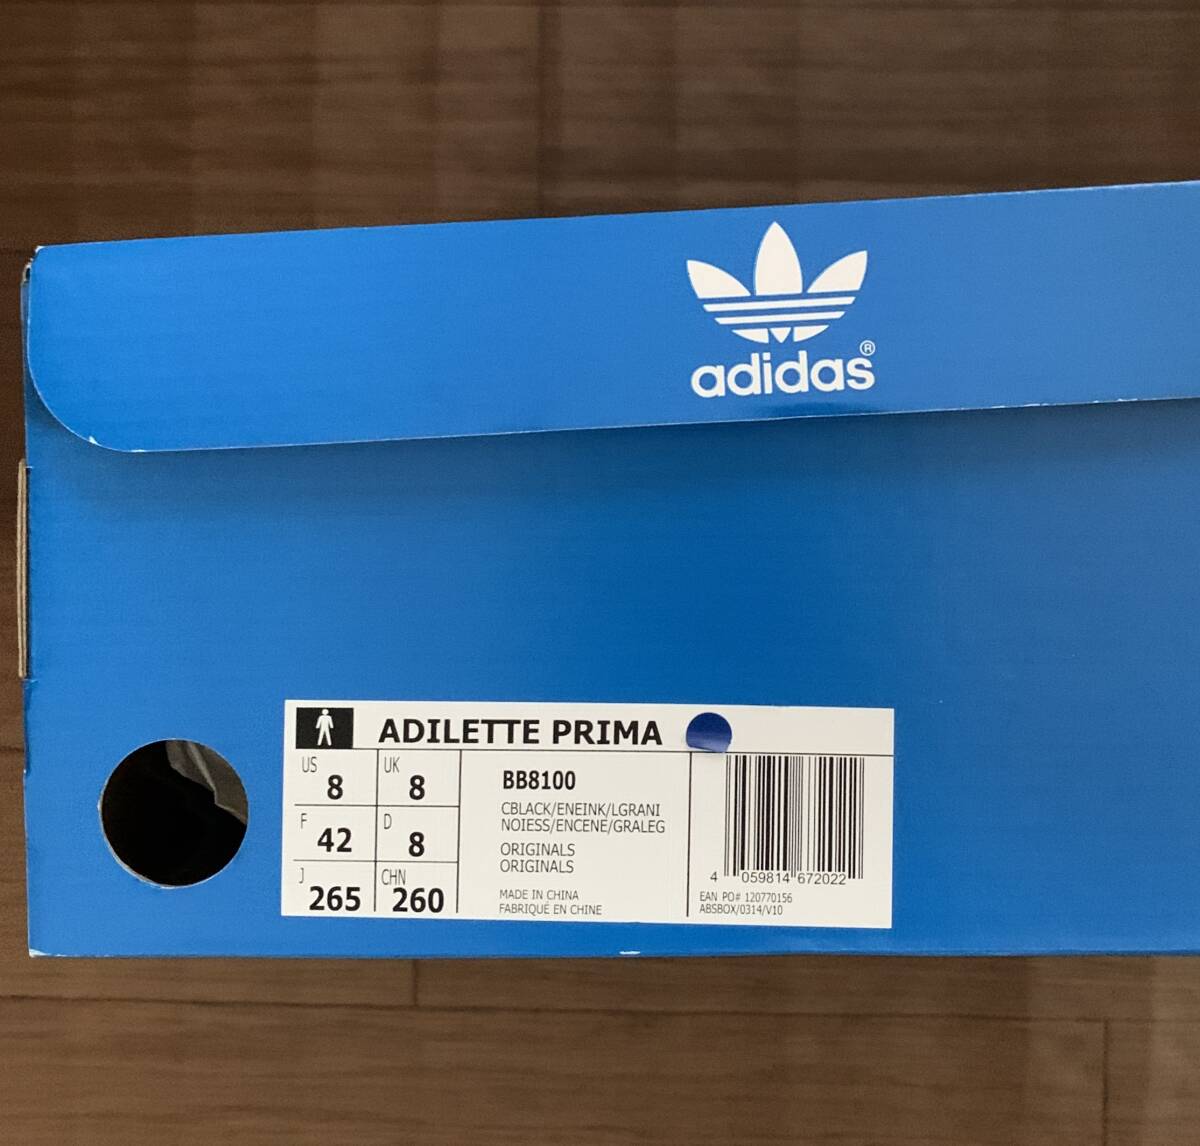 adidas®
ADILETTE PRIMA
US 8 UK 8
F 42 D 8
J 265 CHN 260
BB8100
CBLACK/ENEINK/LGRANI
NOIESS/ENCENE/GRALEG
ORIGINALS
ORIGINALS
MADE IN CHINA
FABRIQUÉ EN CHINE
4 059814 672022
EAN PO# 120770156
ABSBOX/0314/V10